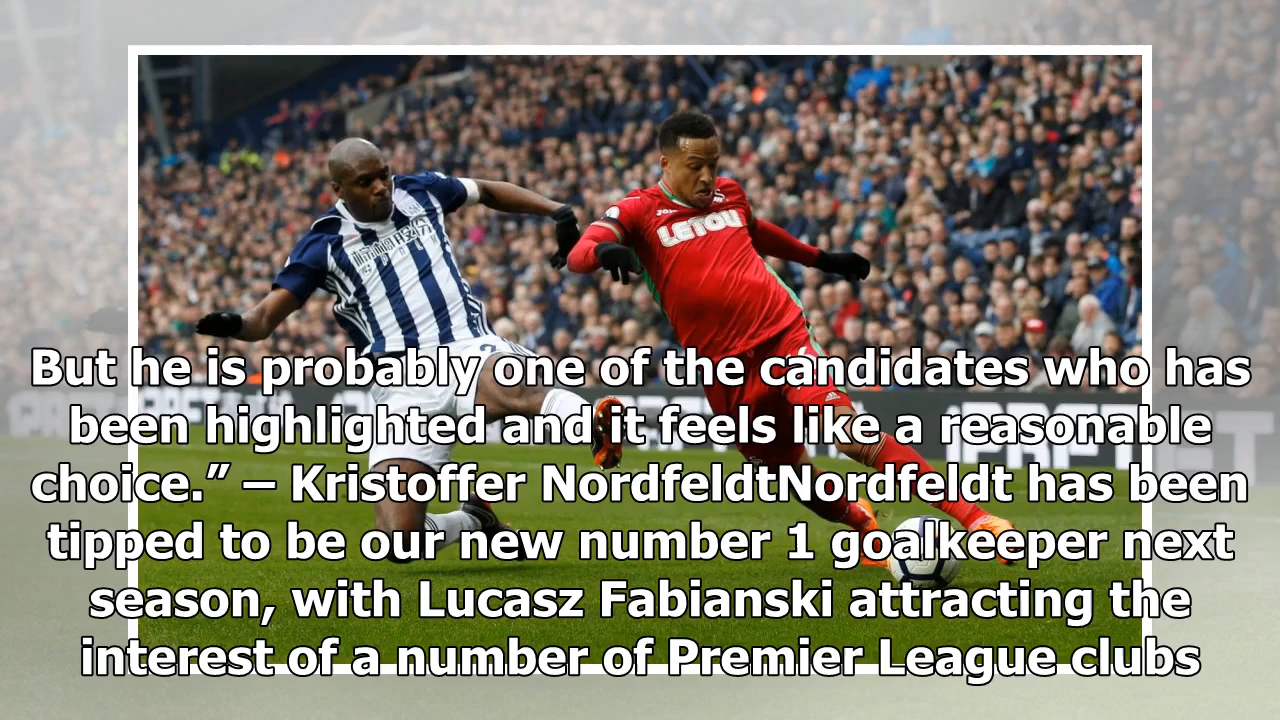 LETOU
But he is probably one of the candidates who has
been highlighted and it feels like a reasonable
choice.” – Kristoffer NordfeldtNordfeldt has been
tipped to be our new number 1 goalkeeper next
season, with Lucasz Fabianski attracting the
interest of a number of Premier League clubs